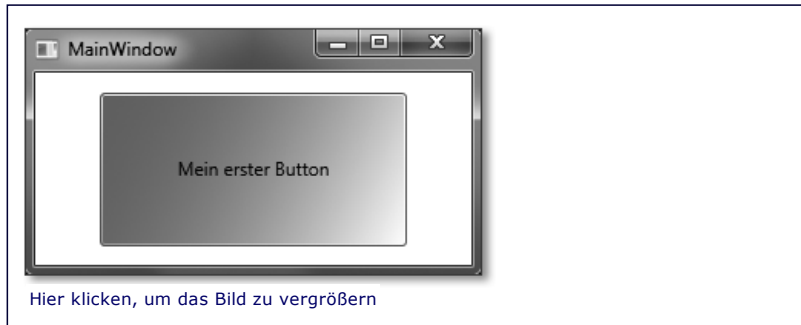 MainWindow
Mein erster Button
Hier klicken, um das Bild zu vergrößern